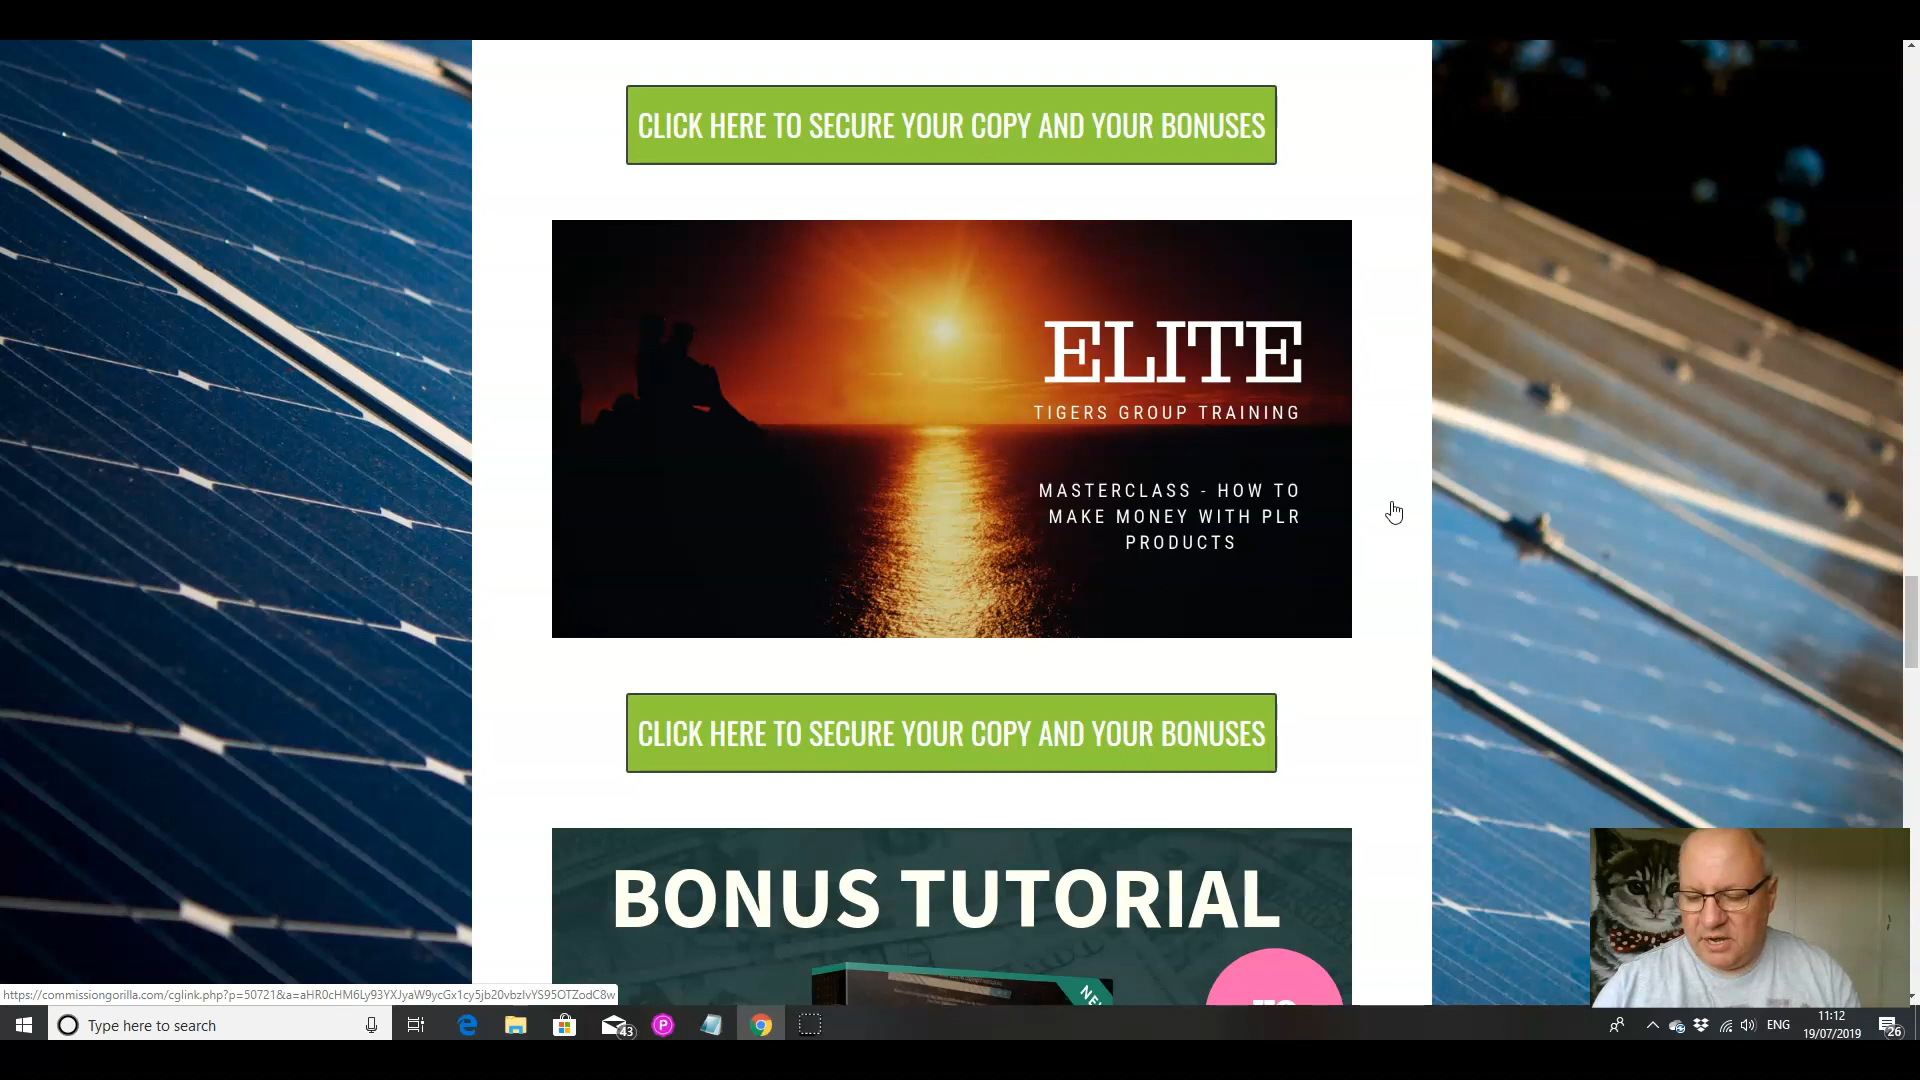 CLICK HERE TO SECURE YOUR COPY AND YOUR BONUSES
ELITE
TIGERS GROUP TRAINING
MASTERCLASS - HOW TO
MAKE MONEY WITH PLR
PRODUCTS
CLICK HERE TO SECURE YOUR COPY AND YOUR BONUSES
BONUS TUTORIAL
Type here to search
43
ENG
11:12
19/07/2019
26